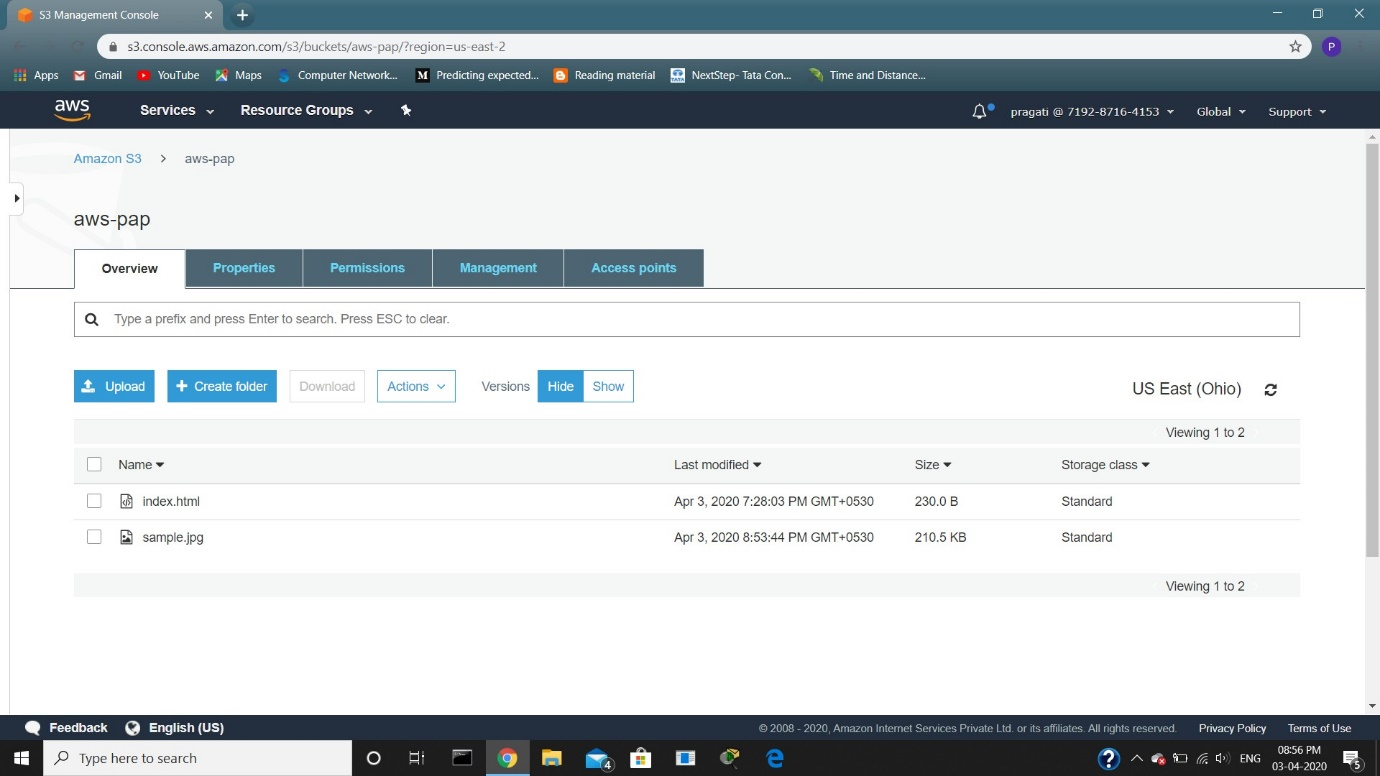 S3 Management Console
s3.console.aws.amazon.com/s3/buckets/aws-pap/?region=us-east-2
P
Apps Gmail YouTube Maps Computer Network... Predicting expected... Reading material NextStep- Tata Con... Time and Distance...
aws Services Resource Groups pragati @ 7192-8716-4153 Global Support
Amazon S3 > aws-pap
aws-pap
Overview Properties Permissions Management Access points
Type a prefix and press Enter to search. Press ESC to clear.
Upload + Create folder Download Actions Versions Hide Show US East (Ohio)
Viewing 1 to 2
Name Last modified Size Storage class
index.html Apr 3, 2020 7:28:03 PM GMT+0530 230.0 B Standard
sample.jpg Apr 3, 2020 8:53:44 PM GMT+0530 210.5 KB Standard
Viewing 1 to 2
Feedback English (US) © 2008 - 2020, Amazon Internet Services Private Ltd. or its affiliates. All rights reserved. Privacy Policy Terms of Use
Type here to search 4 ENG 08:56 PM 5
03-04-2020